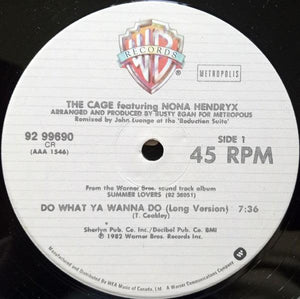 WB
RECORDS
METROPOLIS
THE CAGE featuring NONA HENDRYX
ARRANGED AND PRODUCED BY RUSTY EGAN FOR METROPOLIS
Remixed by John Luongo at the 'Reduction Suite'
92 99690
CR
(AAA 1546)
SIDE 1
45 RPM
From the Warner Bros. sound track album
SUMMER LOVERS (92 36951)
DO WHAT YA WANNA DO (Long Version) 7:36
(T. Coakley)
Sherlyn Pub. Co. Inc./Decibel Pub. Co. BMI
℗ 1982 Warner Bros. Records Inc.
Manufactured and Distributed by WEA Music of Canada, Ltd. A Warner Communications Company